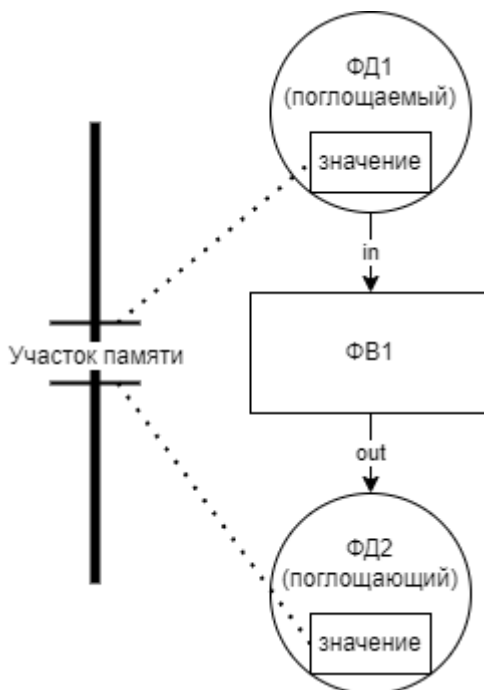 ФД1
(поглощаемый)
значение
in
ФВ1
Участок памяти
out
ФД2
(поглощающий)
значение